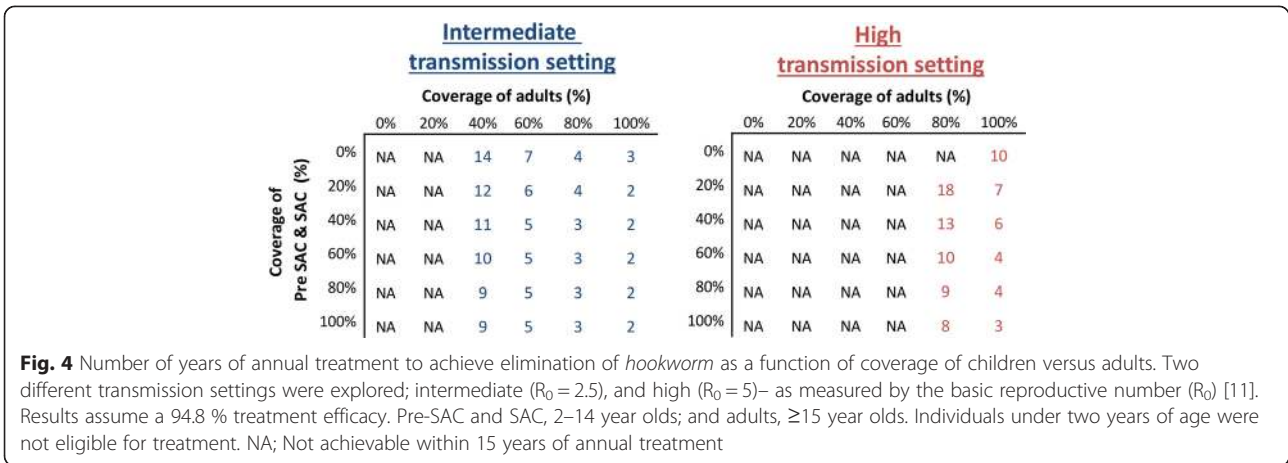 Intermediate
transmission setting
High
transmission setting
Coverage of adults (%)
Coverage of adults (%)
0% 20% 40% 60% 80% 100%
0% 20% 40% 60% 80% 100%
Coverage of
Pre SAC & SAC (%)
0% NA NA 14 7 4 3
20% NA NA 12 6 4 2
40% NA NA 11 5 3 2
60% NA NA 10 5 3 2
80% NA NA 9 5 3 2
100% NA NA 9 5 3 2
0% NA NA NA NA NA 10
20% NA NA NA NA 18 7
40% NA NA NA NA 13 6
60% NA NA NA NA 10 4
80% NA NA NA NA 9 4
100% NA NA NA NA 8 3
Fig. 4 Number of years of annual treatment to achieve elimination of hookworm as a function of coverage of children versus adults. Two
different transmission settings were explored; intermediate (R0 = 2.5), and high (R0 = 5)– as measured by the basic reproductive number (R0) [11].
Results assume a 94.8 % treatment efficacy. Pre-SAC and SAC, 2–14 year olds; and adults, ≥15 year olds. Individuals under two years of age were
not eligible for treatment. NA; Not achievable within 15 years of annual treatment